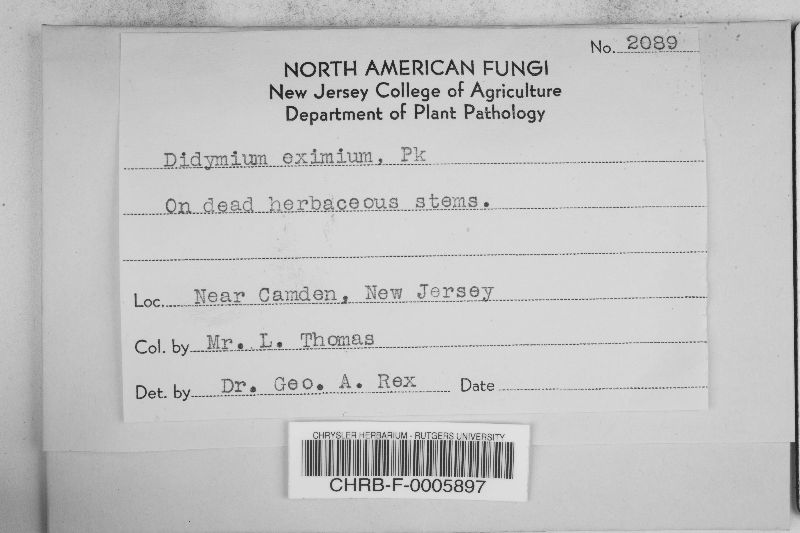 No. 2089
NORTH AMERICAN FUNGI
New Jersey College of Agriculture
Department of Plant Pathology
Didymium eximium, Pk
On dead herbaceous stems.
Loc. Near Camden, New Jersey
Col. by Mr. L. Thomas
Det. by Dr. Geo. A. Rex Date
CHRYSLER HERBARIUM - RUTGERS UNIVERSITY
CHRB-F-0005897